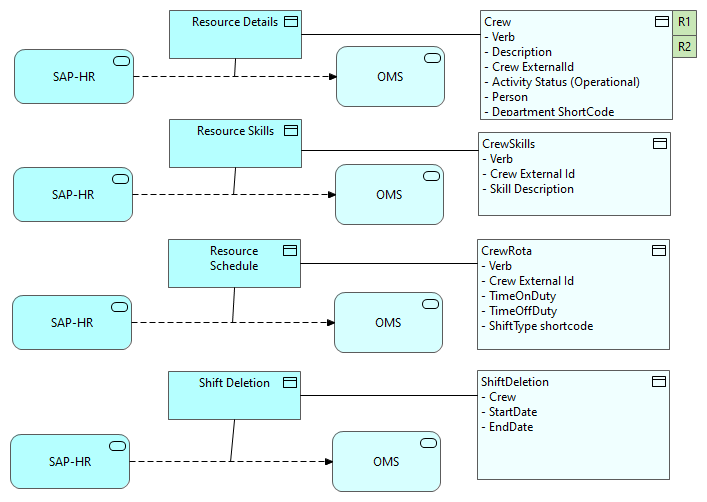 Resource Details
SAP-HR
OMS
Crew
- Verb
- Description
- Crew ExternalId
- Activity Status (Operational)
- Person
- Department ShortCode
R1
R2
Resource Skills
SAP-HR
OMS
CrewSkills
- Verb
- Crew External Id
- Skill Description
Resource
Schedule
SAP-HR
OMS
CrewRota
- Verb
- Crew External Id
- TimeOnDuty
- TimeOffDuty
- ShiftType shortcode
Shift Deletion
SAP-HR
OMS
ShiftDeletion
- Crew
- StartDate
- EndDate